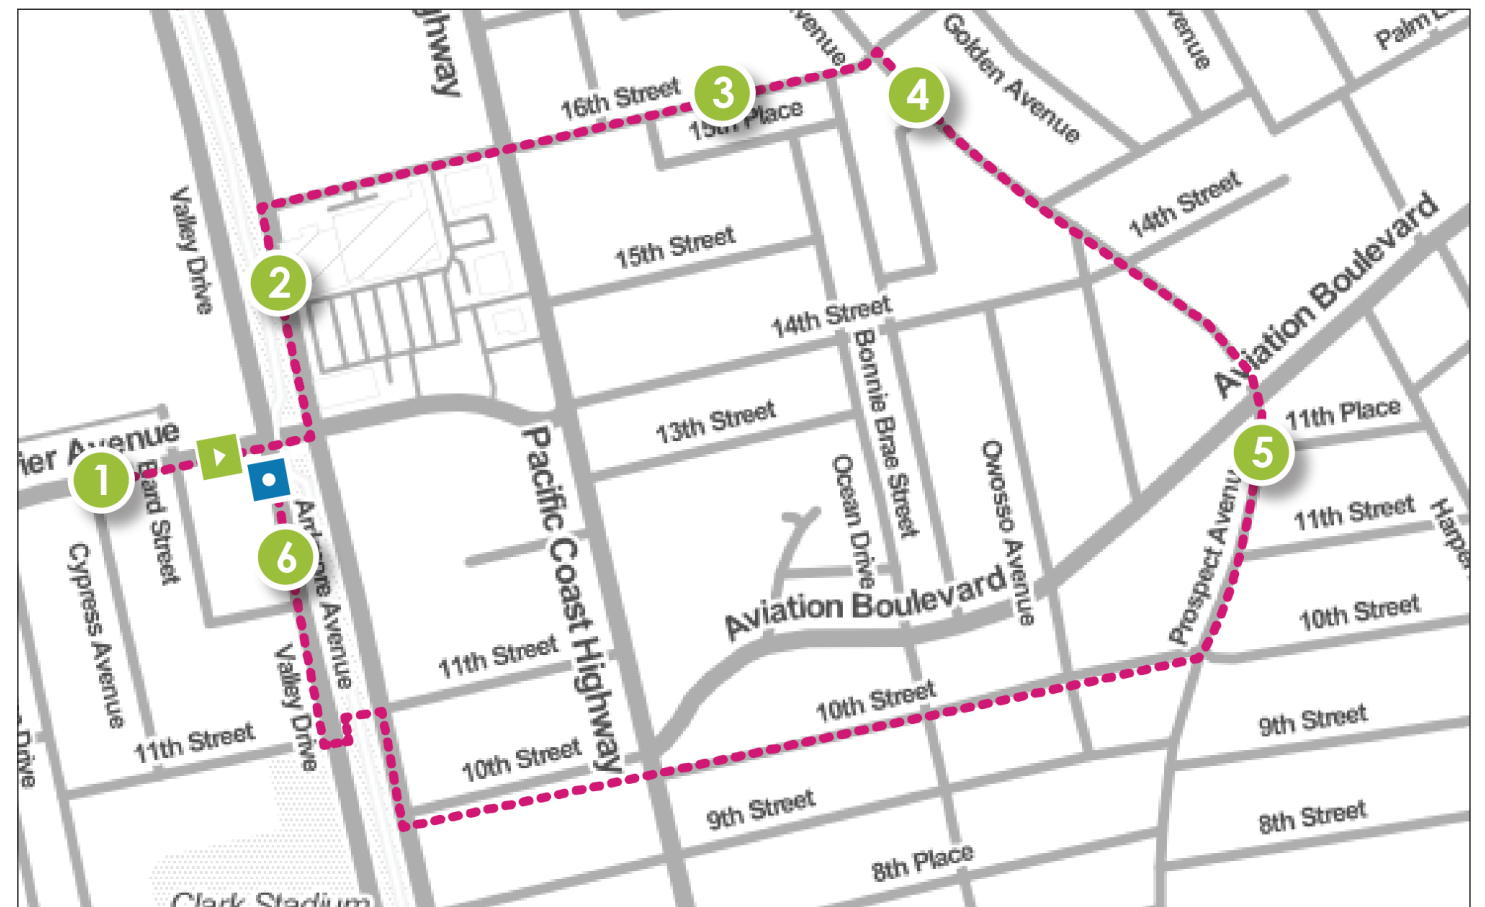 Golden Avenue
16th Street
3
4
15th Place
Valley Drive
15th Street
14th Street
2
14th Street
Aviation Boulevard
Bonnie Brae Street
13th Street
11th Place
1
5
Pacific Coast Highway
Ocean Drive
Owosso Avenue
11th Street
6
Cypress Avenue
Aviation Boulevard
10th Street
11th Street
Valley Drive
10th Street
11th Street
10th Street
9th Street
9th Street
8th Street
8th Place
Clark Stadium